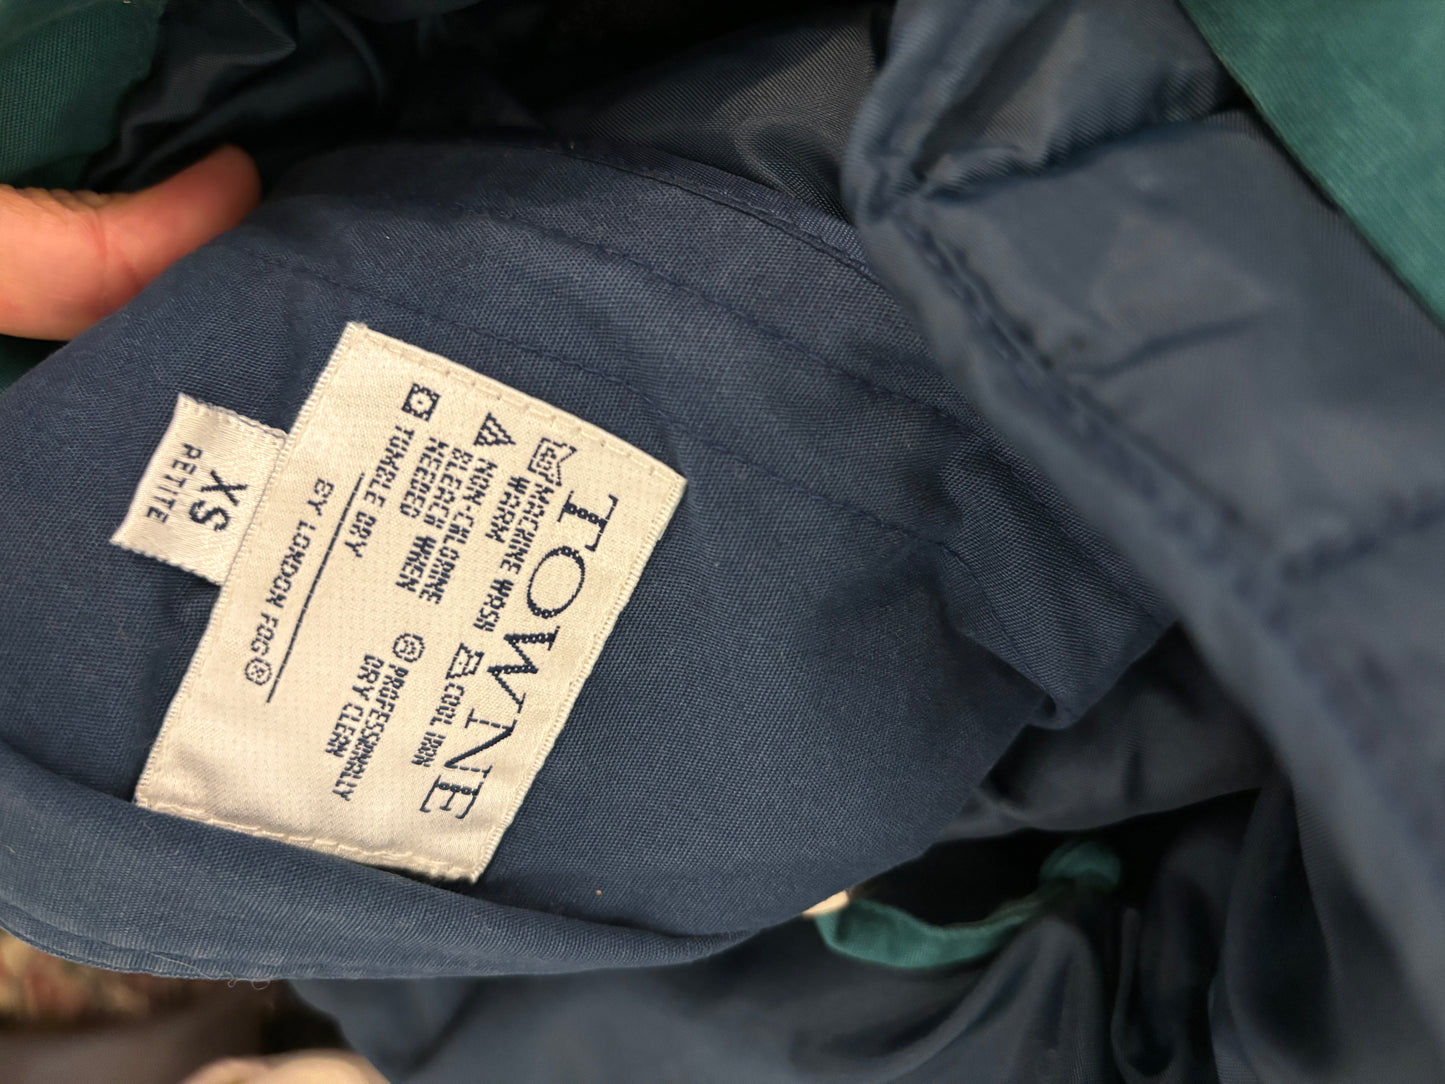 TOWNE
40°
MACHINE WASH
WARM
COOL IRON
NON-CHLORINE
BLEACH WHEN
NEEDED
PROFESSIONALLY
DRY CLEAN
TUMBLE DRY
BY LONDON FOG®
XS
PETITE